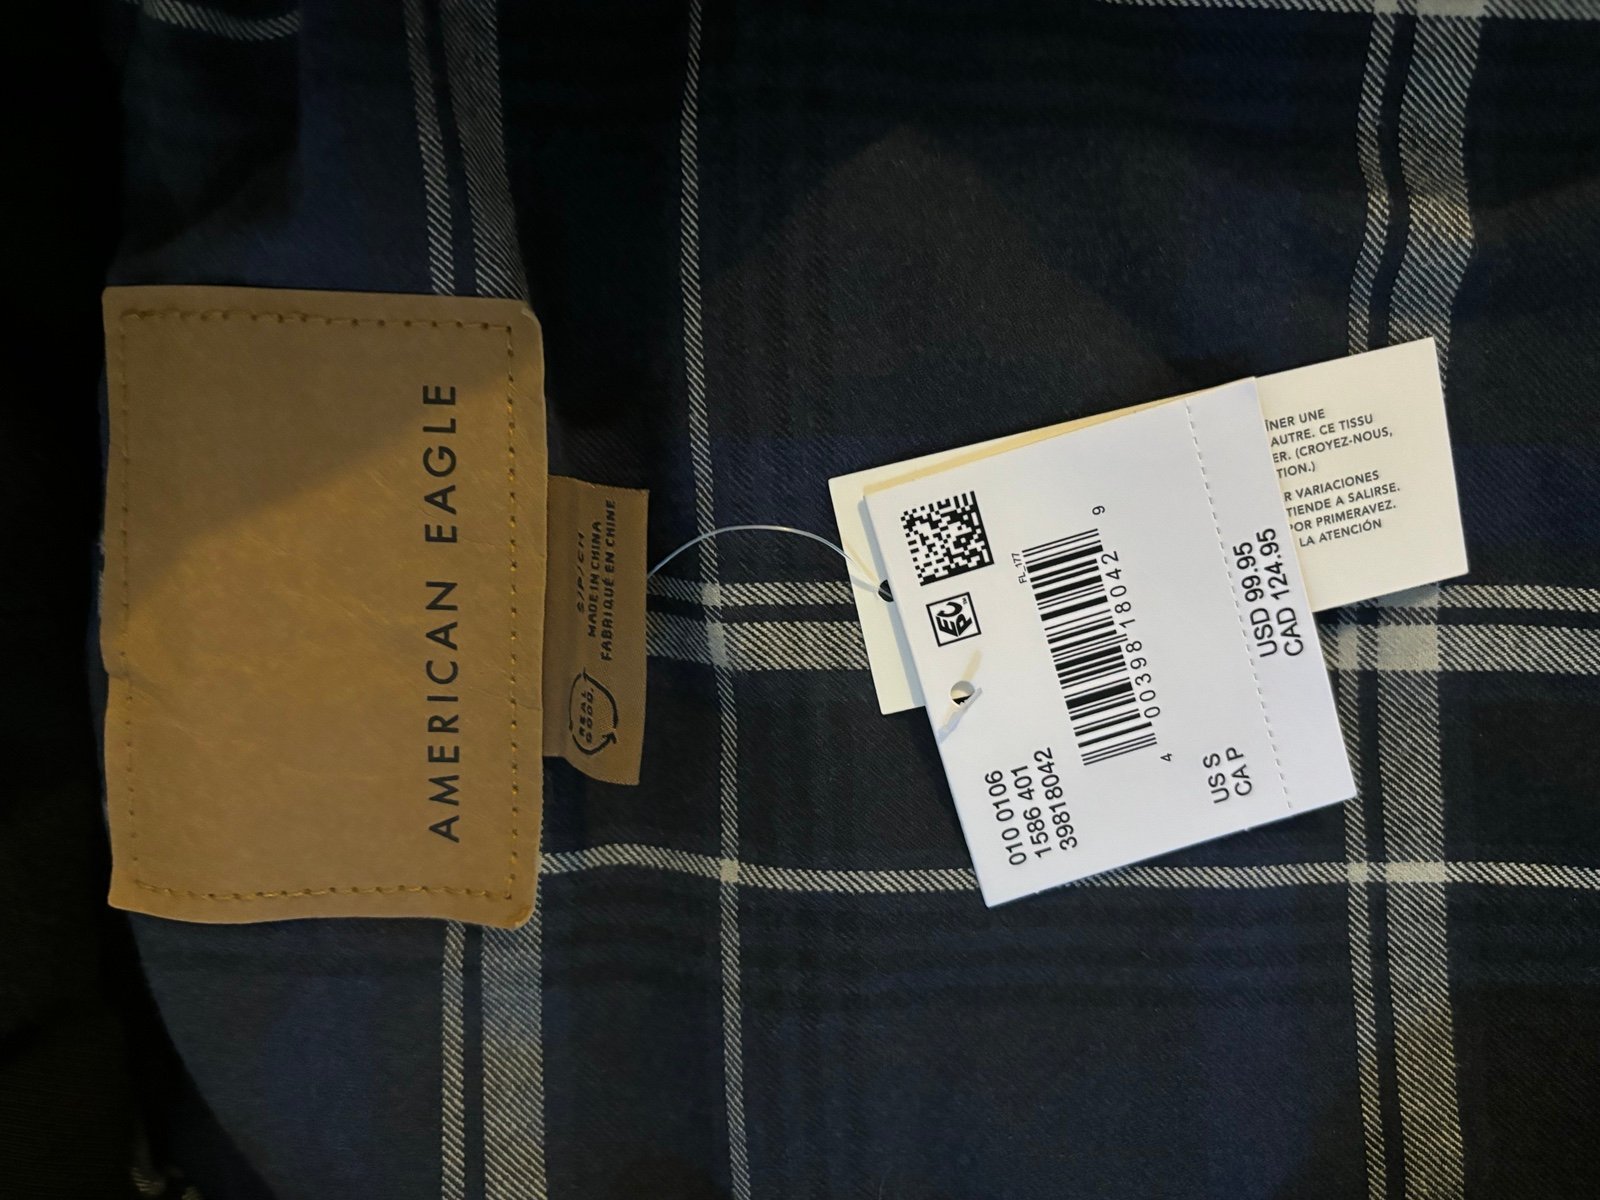 AMERICAN EAGLE
S/P/CH
MADE IN CHINA
FABRIQUÉ EN CHINE
REAL
GOOD.
010 0106
1586 401
39818042
FL_177
4 00398 18042 9
US S
CA P
USD 99.95
CAD 124.95
ÎNER UNE
AUTRE. CE TISSU
ER. (CROYEZ-NOUS,
TION.)
R VARIACIONES
TIENDE A SALIRSE.
POR PRIMERAVEZ.
LA ATENCIÓN